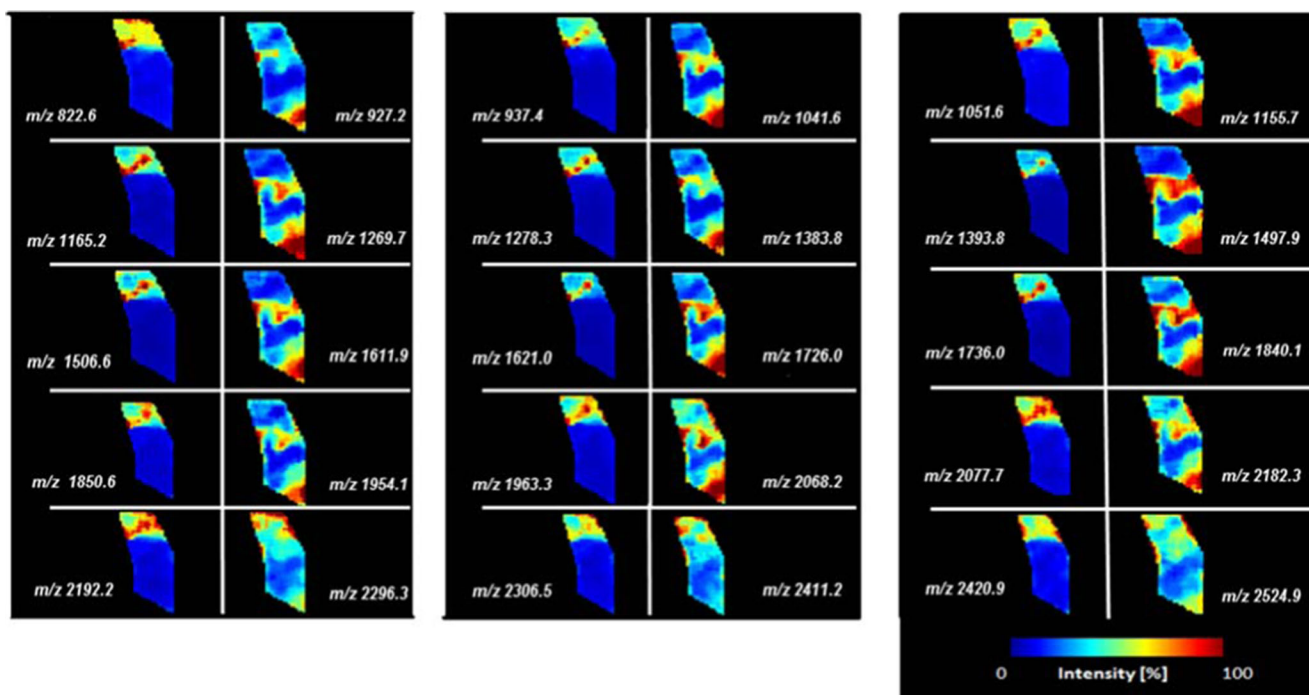 m/z 822.6
m/z 927.2
m/z 1165.2
m/z 1269.7
m/z 1506.6
m/z 1611.9
m/z 1850.6
m/z 1954.1
m/z 2192.2
m/z 2296.3
m/z 937.4
m/z 1041.6
m/z 1278.3
m/z 1383.8
m/z 1621.0
m/z 1726.0
m/z 1963.3
m/z 2068.2
m/z 2306.5
m/z 2411.2
m/z 1051.6
m/z 1155.7
m/z 1393.8
m/z 1497.9
m/z 1736.0
m/z 1840.1
m/z 2077.7
m/z 2182.3
m/z 2420.9
m/z 2524.9
0 Intensity [%] 100